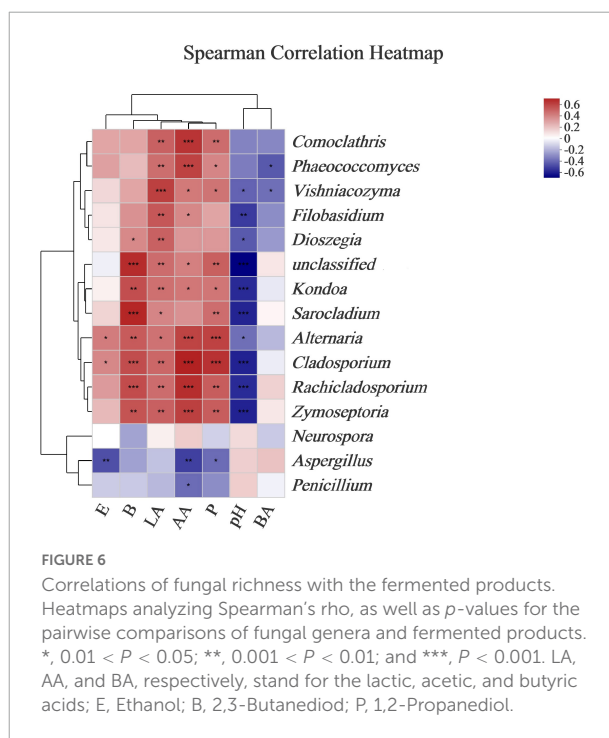 Spearman Correlation Heatmap
0.6
0.4
0.2
0
-0.2
-0.4
-0.6
** *** ** Comoclathris
** *** * * Phaeococcomyces
*** * * * * Vishniacozyma
** * ** Filobasidium
* ** * Dioszegia
*** ** * ** *** unclassified
** ** * * *** Kondoa
*** * ** *** Sarocladium
* ** * *** *** * Alternaria
* *** ** *** *** *** Cladosporium
*** ** *** ** *** Rachicladosporium
** ** *** ** *** Zymoseptoria
Neurospora
** ** * Aspergillus
* Penicillium
E B LA AA P pH BA
FIGURE 6
Correlations of fungal richness with the fermented products.
Heatmaps analyzing Spearman's rho, as well as p-values for the
pairwise comparisons of fungal genera and fermented products.
*, 0.01 < P < 0.05; **, 0.001 < P < 0.01; and ***, P < 0.001. LA,
AA, and BA, respectively, stand for the lactic, acetic, and butyric
acids; E, Ethanol; B, 2,3-Butanediod; P, 1,2-Propanediol.